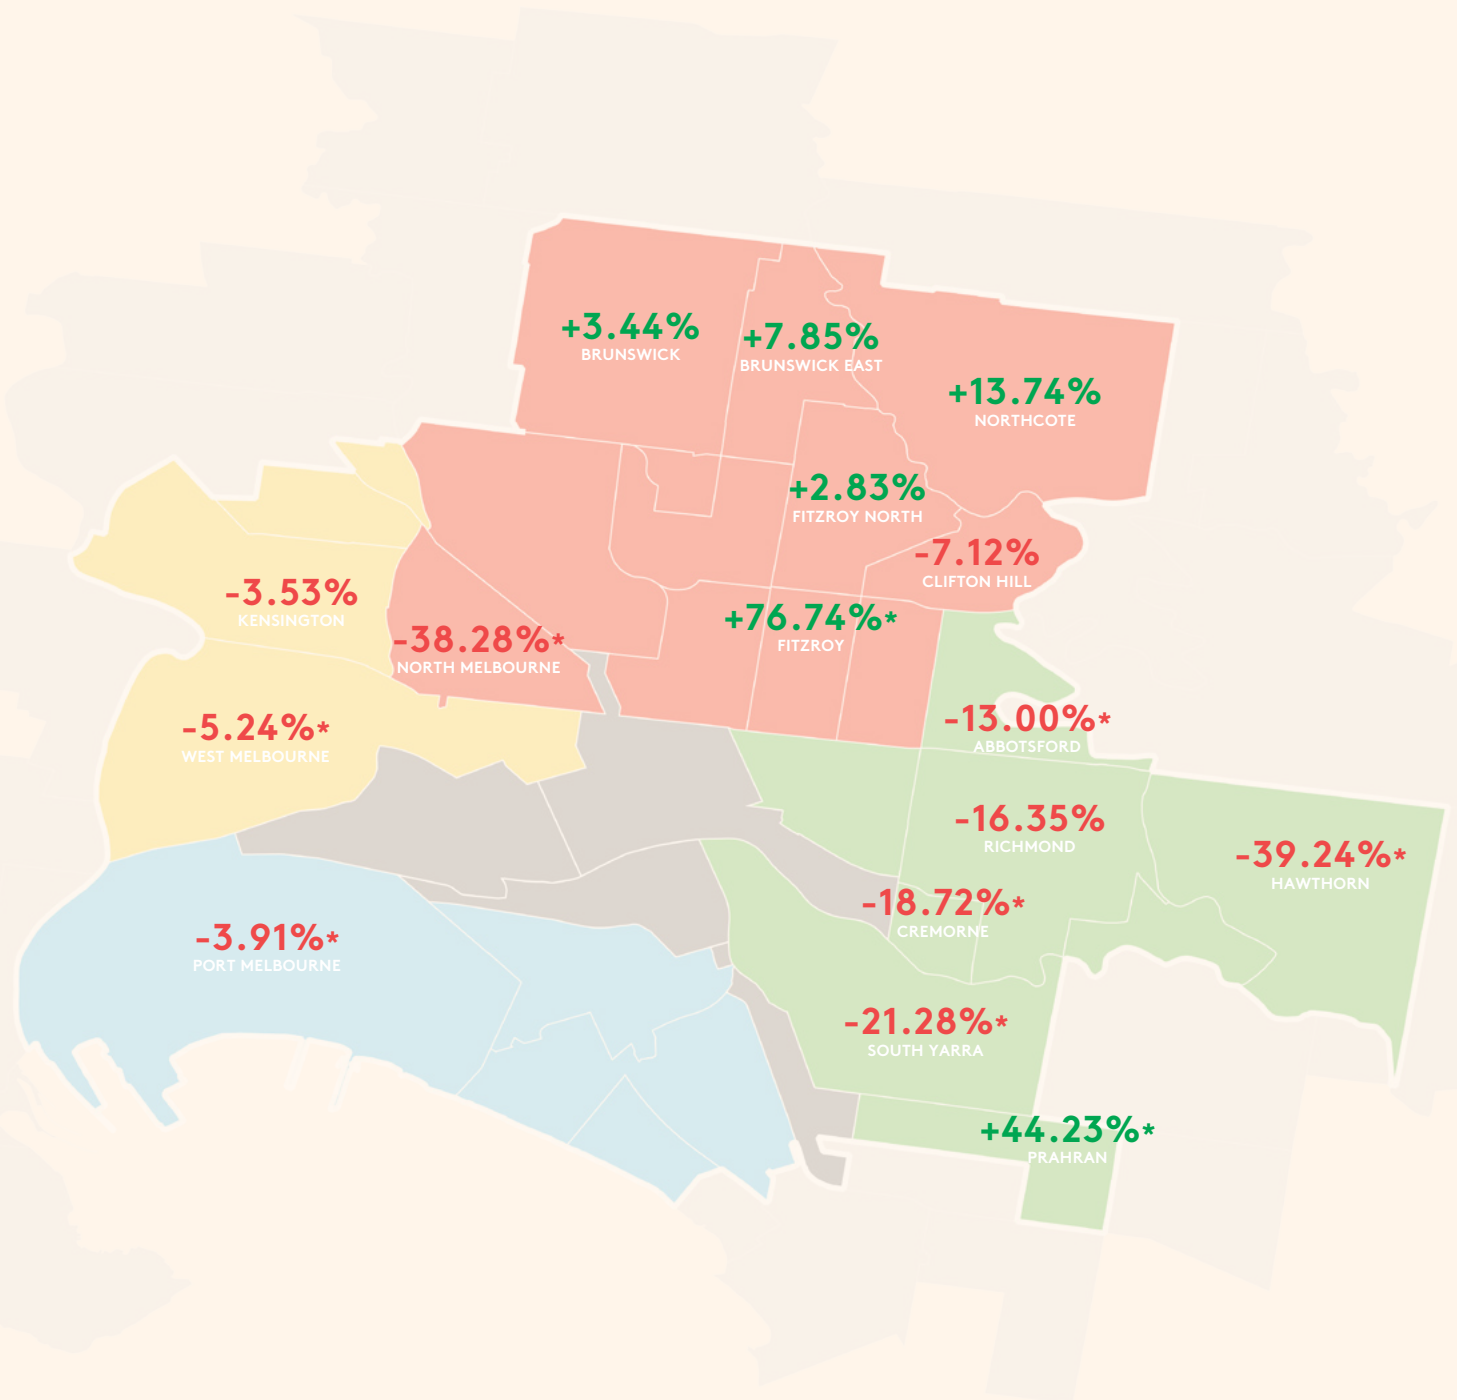 +3.44%
BRUNSWICK
+7.85%
BRUNSWICK EAST
+13.74%
NORTHCOTE
+2.83%
FITZROY NORTH
-7.12%
CLIFTON HILL
-3.53%
KENSINGTON
-38.28%*
NORTH MELBOURNE
+76.74%*
FITZROY
-5.24%*
WEST MELBOURNE
-13.00%*
ABBOTSFORD
-16.35%
RICHMOND
-39.24%*
HAWTHORN
-18.72%*
CREMORNE
-3.91%*
PORT MELBOURNE
-21.28%*
SOUTH YARRA
+44.23%*
PRAHRAN